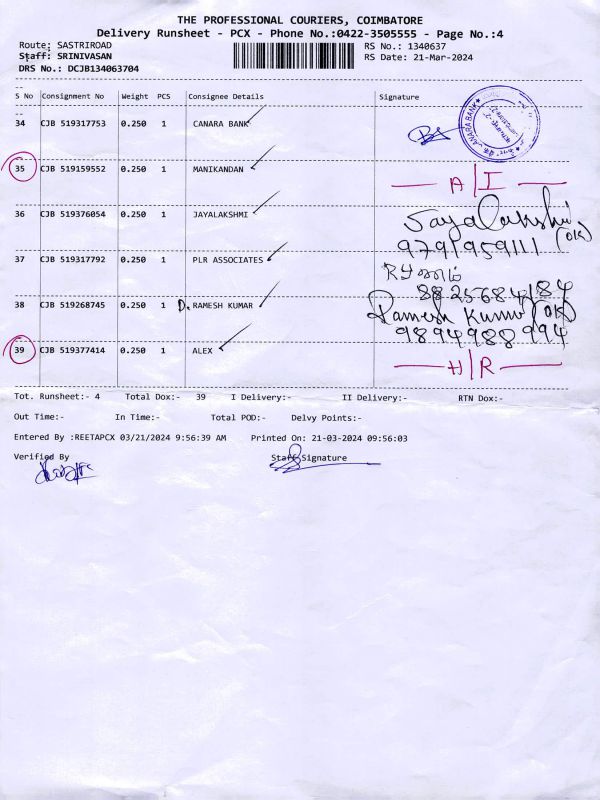 THE PROFESSIONAL COURIERS, COIMBATORE
Delivery Runsheet - PCX - Phone No.:0422-3505555 - Page No.:4
Route: SASTRIROAD RS No.: 1340637
Staff: SRINIVASAN RS Date: 21-Mar-2024
DRS No.: DCJB134063704
S No Consignment No Weight PCS Consignee Details Signature
34 CJB 519317753 0.250 1 CANARA BANK
35 CJB 519159552 0.250 1 MANIKANDAN A/I
36 CJB 519376054 0.250 1 JAYALAKSHMI Jayalakshmi
9791959111 (OK)
37 CJB 519317792 0.250 1 PLR ASSOCIATES
8825684184
38 CJB 519268745 0.250 1 D. RAMESH KUMAR Ramesh Kumar (OK)
9894988994
39 CJB 519377414 0.250 1 ALEX H/R
Tot. Runsheet:- 4 Total Dox:- 39 I Delivery:- II Delivery:- RTN Dox:-
Out Time:- In Time:- Total POD:- Delvy Points:-
Entered By :REETAPCX 03/21/2024 9:56:39 AM Printed On: 21-03-2024 09:56:03
Verified By Staff Signature